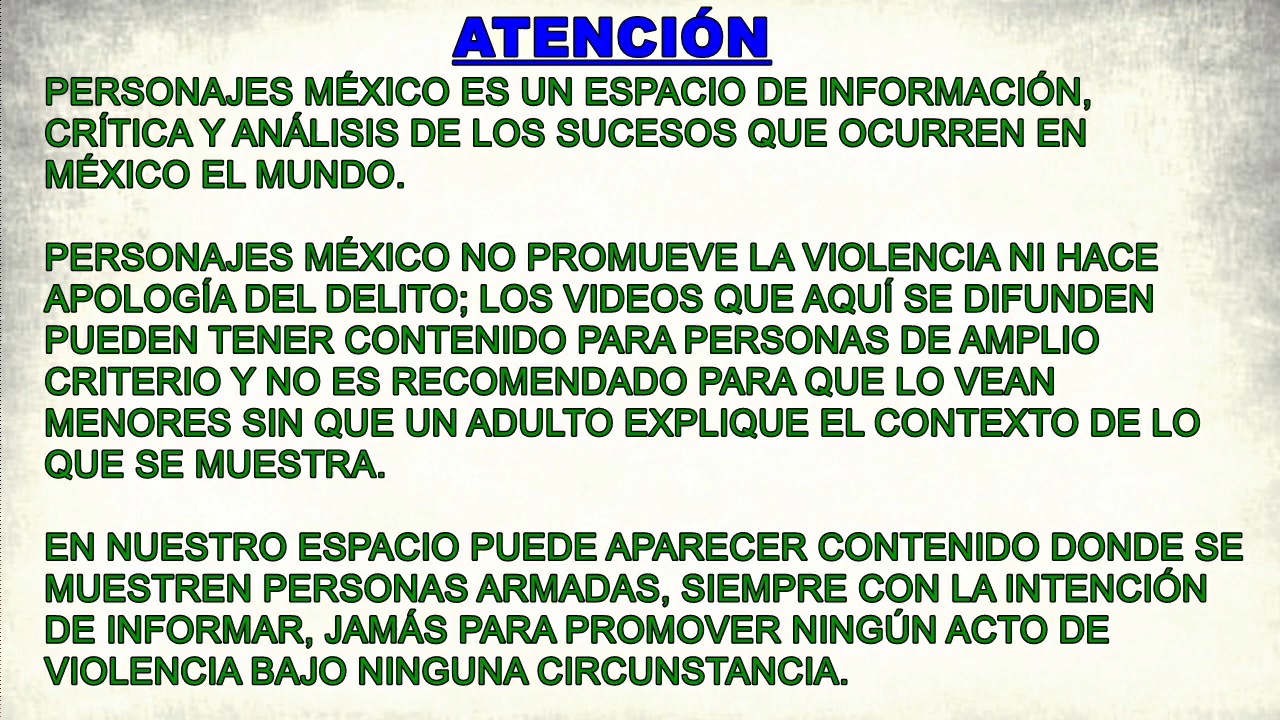 ATENCIÓN
PERSONAJES MÉXICO ES UN ESPACIO DE INFORMACIÓN,
CRÍTICA Y ANÁLISIS DE LOS SUCESOS QUE OCURREN EN
MÉXICO EL MUNDO.
PERSONAJES MÉXICO NO PROMUEVE LA VIOLENCIA NI HACE
APOLOGÍA DEL DELITO; LOS VIDEOS QUE AQUÍ SE DIFUNDEN
PUEDEN TENER CONTENIDO PARA PERSONAS DE AMPLIO
CRITERIO Y NO ES RECOMENDADO PARA QUE LO VEAN
MENORES SIN QUE UN ADULTO EXPLIQUE EL CONTEXTO DE LO
QUE SE MUESTRA.
EN NUESTRO ESPACIO PUEDE APARECER CONTENIDO DONDE SE
MUESTREN PERSONAS ARMADAS, SIEMPRE CON LA INTENCIÓN
DE INFORMAR, JAMÁS PARA PROMOVER NINGÚN ACTO DE
VIOLENCIA BAJO NINGUNA CIRCUNSTANCIA.